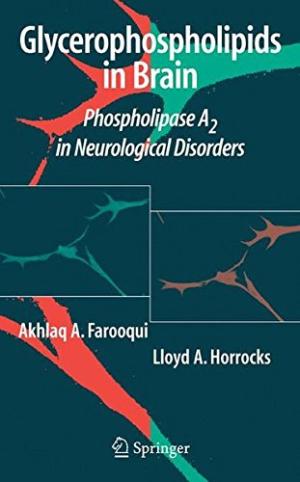 Glycerophospholipids
in Brain
Phospholipase A2
in Neurological Disorders
Akhlaq A. Farooqui
Lloyd A. Horrocks
Springer